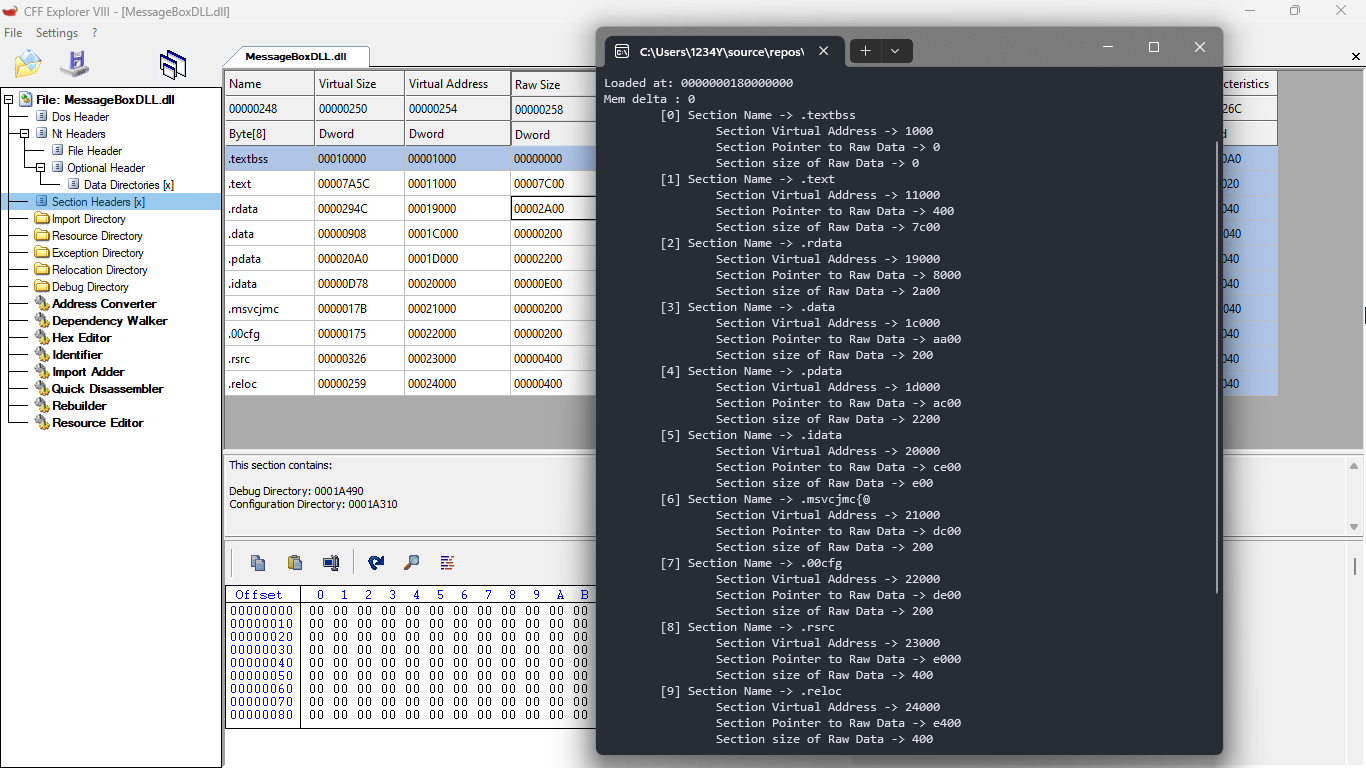 CFF Explorer VIII - [MessageBoxDLL.dll]
File Settings ?
MessageBoxDLL.dll
File: MessageBoxDLL.dll
Dos Header
Nt Headers
File Header
Optional Header
Data Directories [x]
Section Headers [x]
Import Directory
Resource Directory
Exception Directory
Relocation Directory
Debug Directory
Address Converter
Dependency Walker
Hex Editor
Identifier
Import Adder
Quick Disassembler
Rebuilder
Resource Editor
Name Virtual Size Virtual Address Raw Size cteristics
00000248 00000250 00000254 00000258 26C
Byte[8] Dword Dword Dword d
.textbss 00010000 00001000 00000000 0A0
.text 00007A5C 00011000 00007C00 020
.rdata 0000294C 00019000 00002A00 040
.data 00000908 0001C000 00000200 040
.pdata 000020A0 0001D000 00002200 040
.idata 00000D78 00020000 00000E00 040
.msvcjmc 0000017B 00021000 00000200 040
.00cfg 00000175 00022000 00000200 040
.rsrc 00000326 00023000 00000400 040
.reloc 00000259 00024000 00000400 040
This section contains:
Debug Directory: 0001A490
Configuration Directory: 0001A310
Offset 0 1 2 3 4 5 6 7 8 9 A B
00000000 00 00 00 00 00 00 00 00 00 00 00 00
00000010 00 00 00 00 00 00 00 00 00 00 00 00
00000020 00 00 00 00 00 00 00 00 00 00 00 00
00000030 00 00 00 00 00 00 00 00 00 00 00 00
00000040 00 00 00 00 00 00 00 00 00 00 00 00
00000050 00 00 00 00 00 00 00 00 00 00 00 00
00000060 00 00 00 00 00 00 00 00 00 00 00 00
00000070 00 00 00 00 00 00 00 00 00 00 00 00
00000080 00 00 00 00 00 00 00 00 00 00 00 00
C:\Users\1234Y\source\repos\
Loaded at: 0000000180000000
Mem delta : 0
[0] Section Name -> .textbss
Section Virtual Address -> 1000
Section Pointer to Raw Data -> 0
Section size of Raw Data -> 0
[1] Section Name -> .text
Section Virtual Address -> 11000
Section Pointer to Raw Data -> 400
Section size of Raw Data -> 7c00
[2] Section Name -> .rdata
Section Virtual Address -> 19000
Section Pointer to Raw Data -> 8000
Section size of Raw Data -> 2a00
[3] Section Name -> .data
Section Virtual Address -> 1c000
Section Pointer to Raw Data -> aa00
Section size of Raw Data -> 200
[4] Section Name -> .pdata
Section Virtual Address -> 1d000
Section Pointer to Raw Data -> ac00
Section size of Raw Data -> 2200
[5] Section Name -> .idata
Section Virtual Address -> 20000
Section Pointer to Raw Data -> ce00
Section size of Raw Data -> e00
[6] Section Name -> .msvcjmc{@
Section Virtual Address -> 21000
Section Pointer to Raw Data -> dc00
Section size of Raw Data -> 200
[7] Section Name -> .00cfg
Section Virtual Address -> 22000
Section Pointer to Raw Data -> de00
Section size of Raw Data -> 200
[8] Section Name -> .rsrc
Section Virtual Address -> 23000
Section Pointer to Raw Data -> e000
Section size of Raw Data -> 400
[9] Section Name -> .reloc
Section Virtual Address -> 24000
Section Pointer to Raw Data -> e400
Section size of Raw Data -> 400